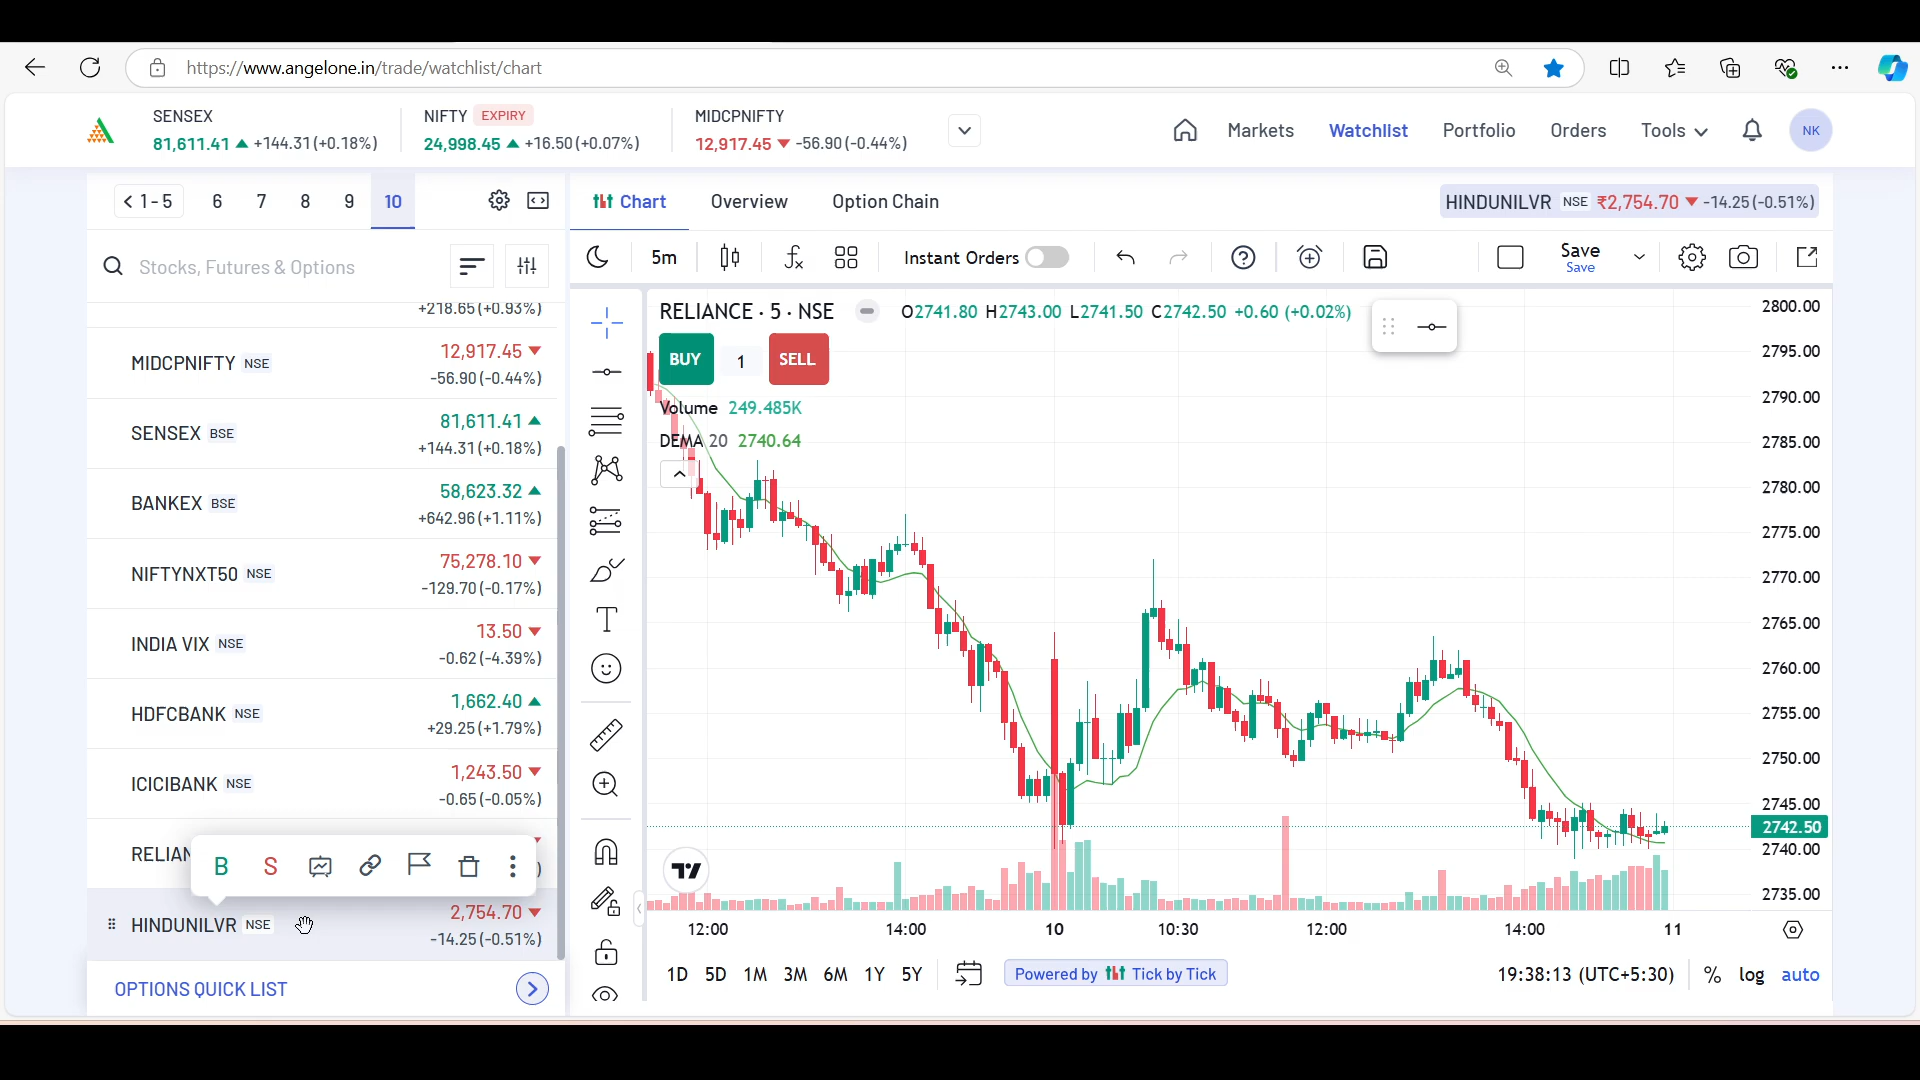 https://www.angelone.in/trade/watchlist/chart
SENSEX
81,611.41 ▲ +144.31 (+0.18%)
NIFTY EXPIRY
24,998.45 ▲ +16.50 (+0.07%)
MIDCPNIFTY
12,917.45 ▼ -56.90 (-0.44%)
Markets
Watchlist
Portfolio
Orders
Tools
NK
< 1 - 5 6 7 8 9 10
Stocks, Futures & Options
+218.65 (+0.93%)
MIDCPNIFTY NSE 12,917.45 ▼
-56.90 (-0.44%)
SENSEX BSE 81,611.41 ▲
+144.31 (+0.18%)
BANKEX BSE 58,623.32 ▲
+642.96 (+1.11%)
NIFTYNXT50 NSE 75,278.10 ▼
-129.70 (-0.17%)
INDIA VIX NSE 13.50 ▼
-0.62 (-4.39%)
HDFCBANK NSE 1,662.40 ▲
+29.25 (+1.79%)
ICICIBANK NSE 1,243.50 ▼
-0.65 (-0.05%)
RELIAN
B S
HINDUNILVR NSE 2,754.70 ▼
-14.25 (-0.51%)
OPTIONS QUICK LIST
Chart Overview Option Chain
HINDUNILVR NSE ₹2,754.70 ▼ -14.25 (-0.51%)
5m
Instant Orders
Save
Save
RELIANCE · 5 · NSE O2741.80 H2743.00 L2741.50 C2742.50 +0.60 (+0.02%)
BUY 1 SELL
Volume 249.485K
DEMA 20 2740.64
2800.00
2795.00
2790.00
2785.00
2780.00
2775.00
2770.00
2765.00
2760.00
2755.00
2750.00
2745.00
2742.50
2740.00
2735.00
12:00 14:00 10 10:30 12:00 14:00 11
1D 5D 1M 3M 6M 1Y 5Y
Powered by Tick by Tick
19:38:13 (UTC+5:30) % log auto